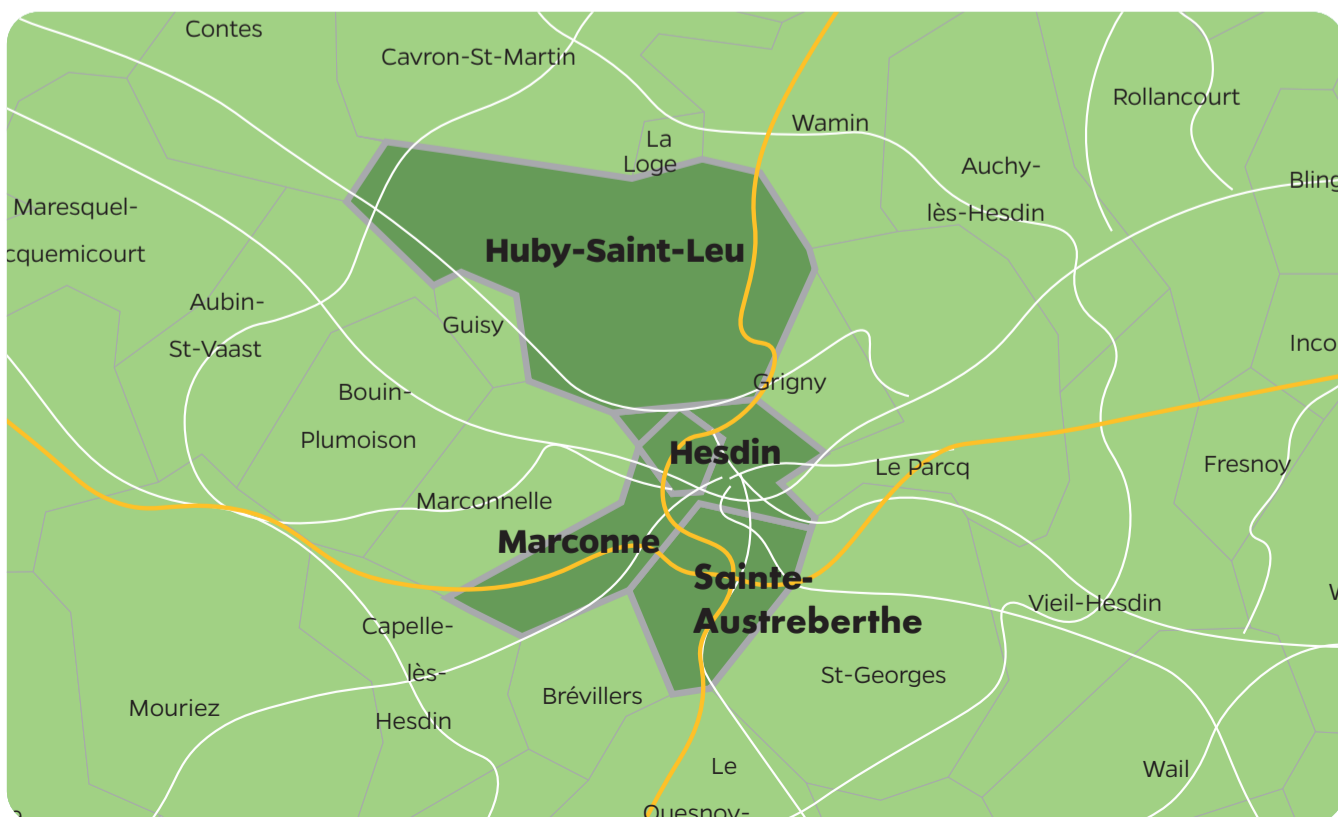 Contes
Cavron-St-Martin
Rollancourt
Wamin
La
Loge
Auchy-
lès-Hesdin
Maresquel-
cquemicourt
Huby-Saint-Leu
Aubin-
St-Vaast
Guisy
Bouin-
Plumoison
Grigny
Hesdin
Le Parcq
Fresnoy
Marconnelle
Marconne
Sainte-
Austreberthe
Vieil-Hesdin
Capelle-
lès-
Hesdin
St-Georges
Brévillers
Mouriez
Le
Quesnoy-
Wail
Bling
Inco